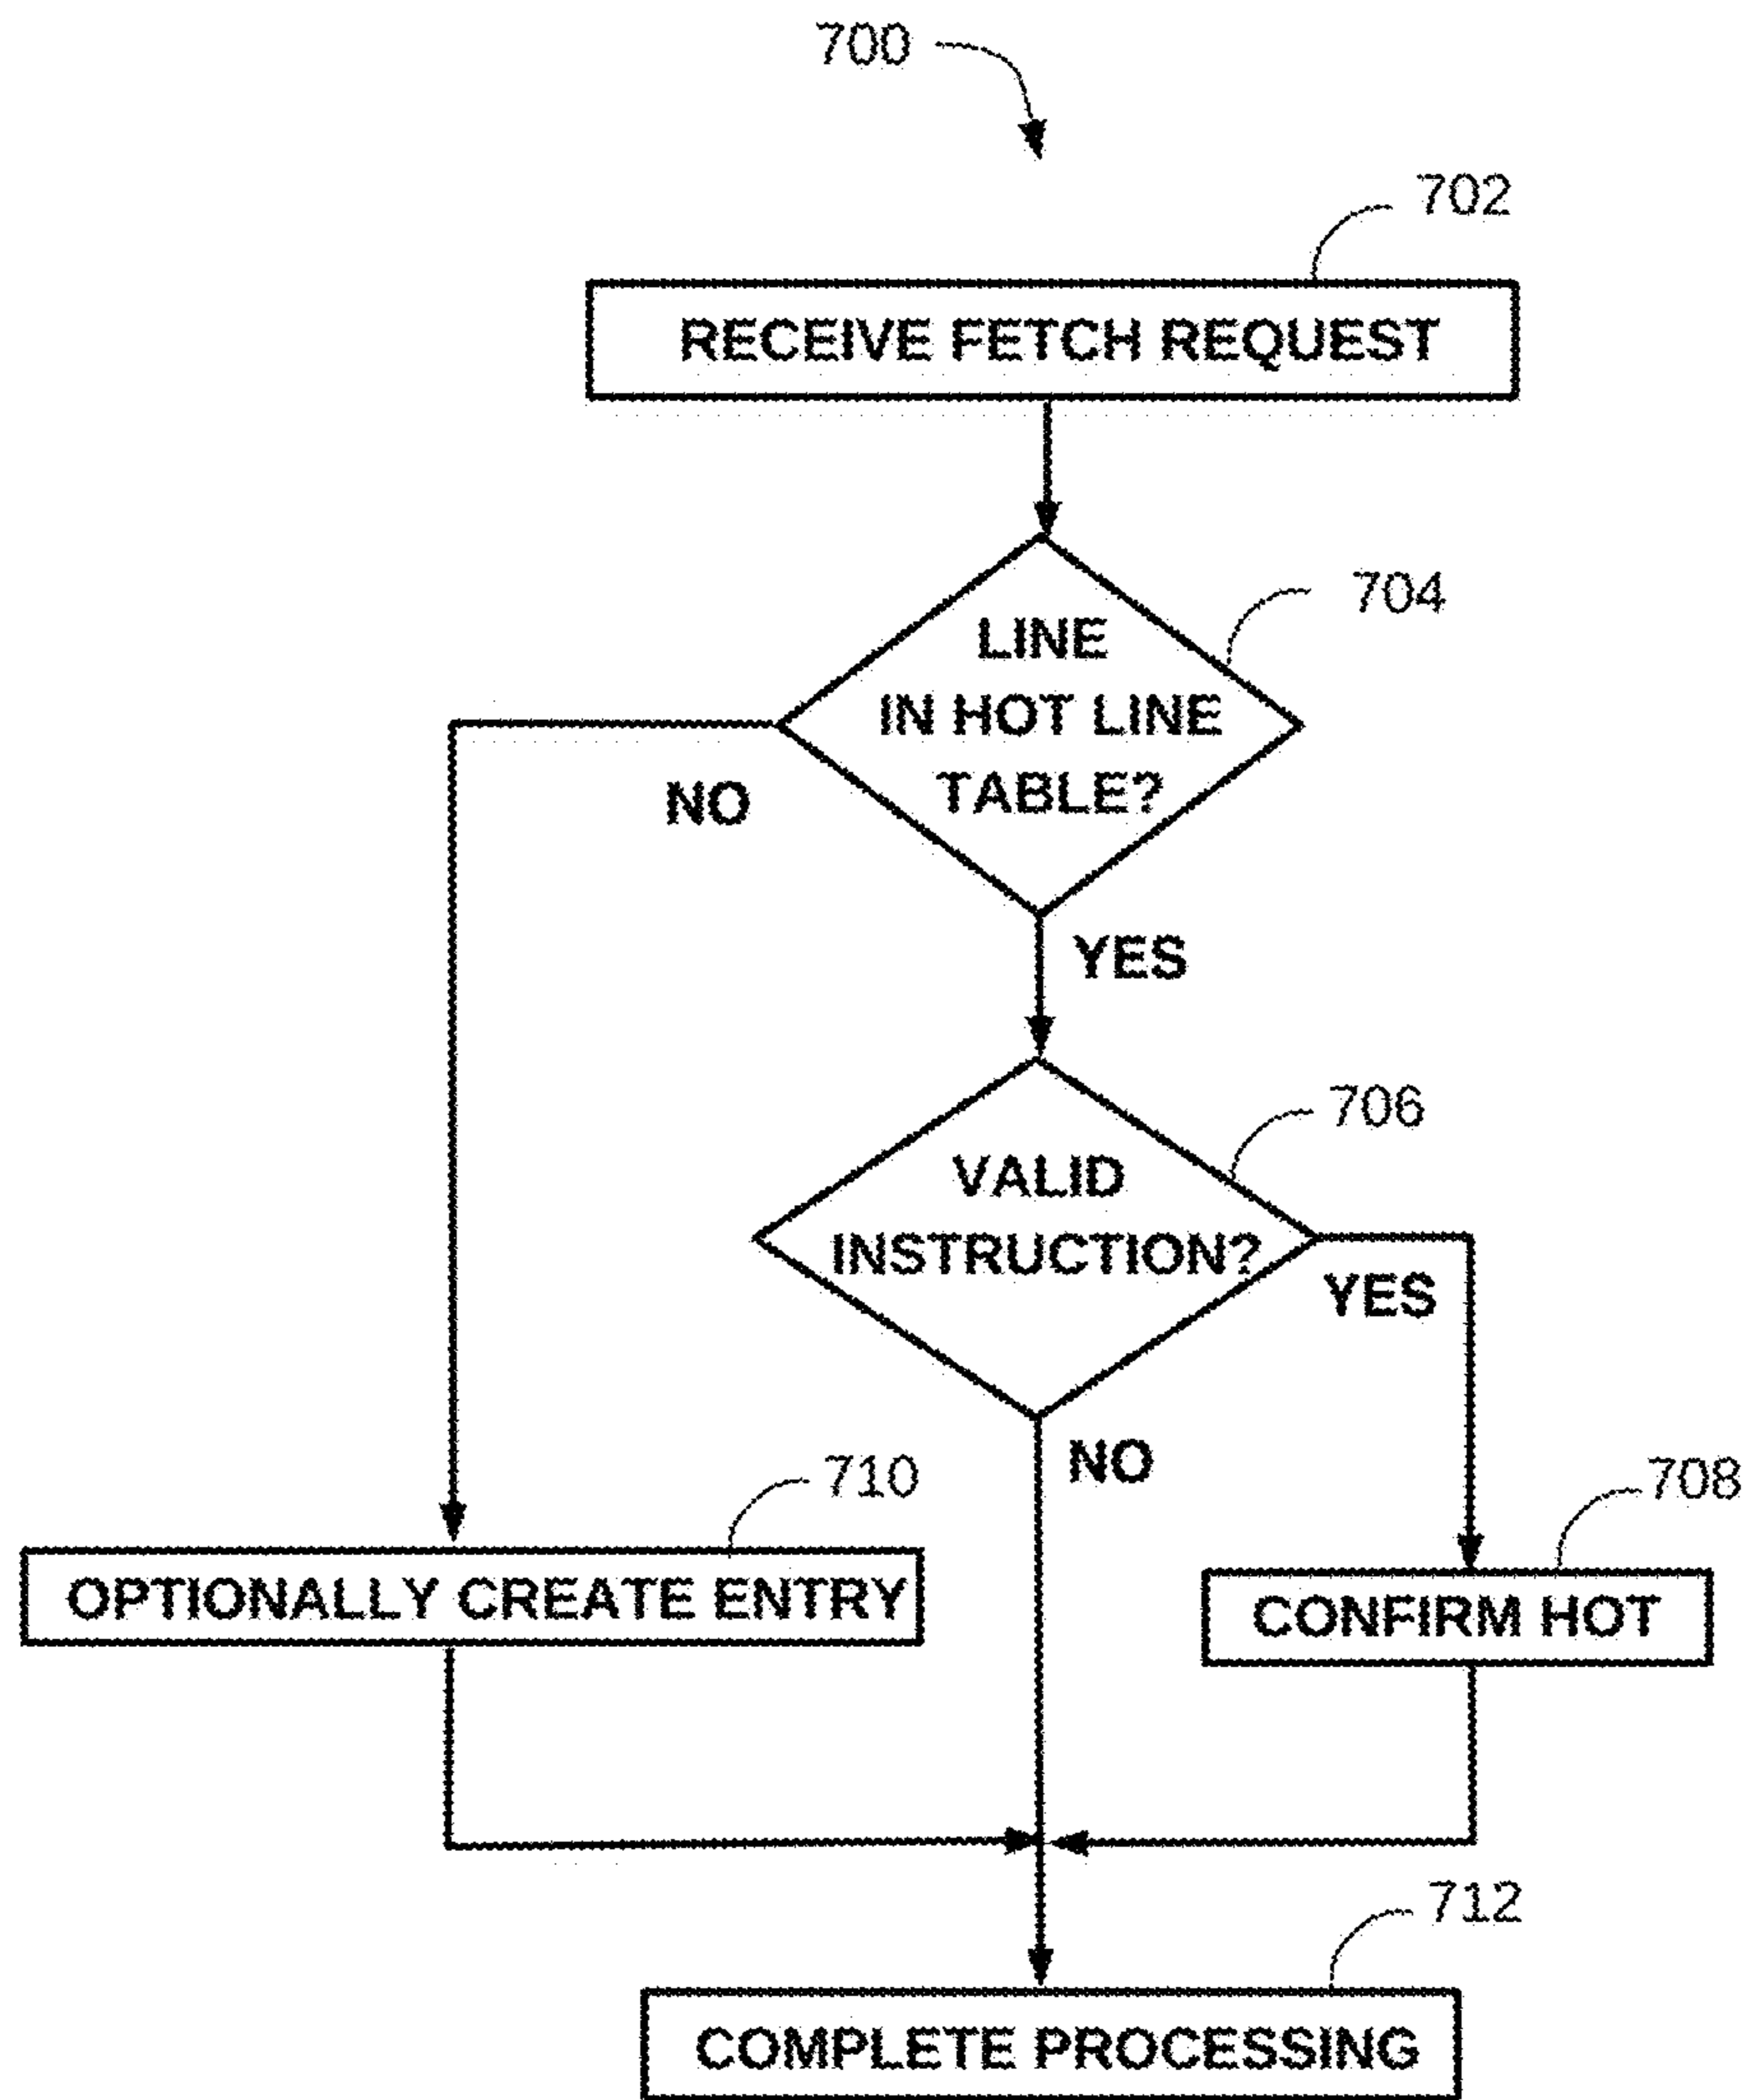 700
702
RECEIVE FETCH REQUEST
704
LINE
IN HOT LINE
TABLE?
NO
YES
706
VALID
INSTRUCTION?
YES
NO
710
708
OPTIONALLY CREATE ENTRY
CONFIRM HOT
712
COMPLETE PROCESSING